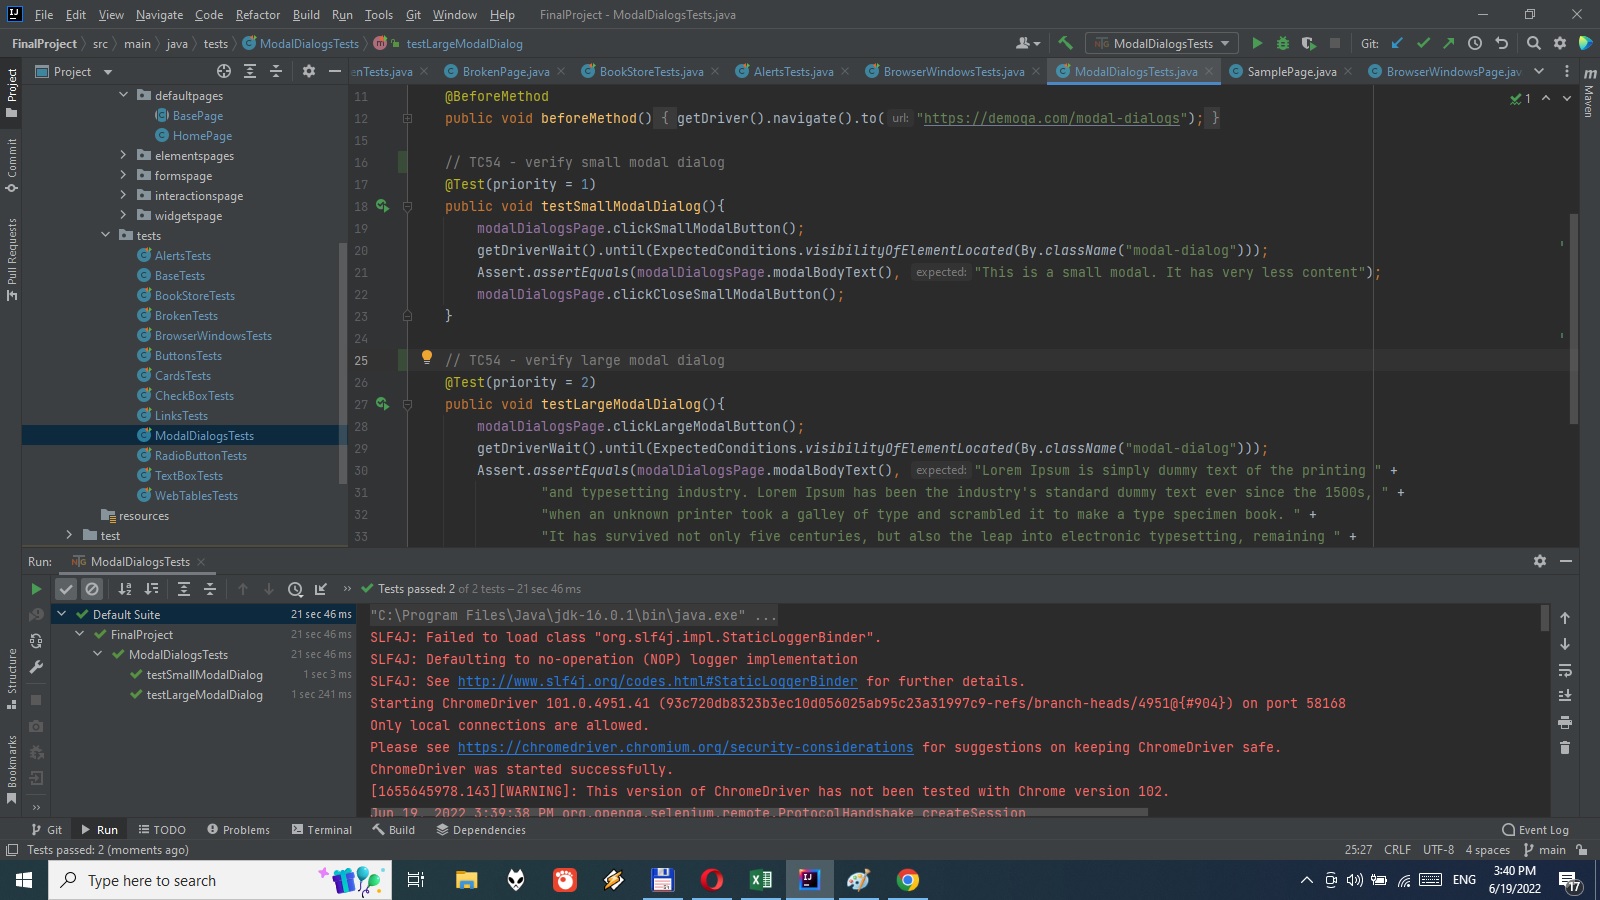 File Edit View Navigate Code Refactor Build Run Tools Git Window Help FinalProject - ModalDialogsTests.java
FinalProject src main java tests ModalDialogsTests testLargeModalDialog ModalDialogsTests Git:
Project enTests.java BrokenPage.java BookStoreTests.java AlertsTests.java BrowserWindowsTests.java ModalDialogsTests.java SamplePage.java BrowserWindowsPage.jav
Project
Commit
Pull Requests
Structure
Bookmarks
Maven
defaultpages
BasePage
HomePage
elementspages
formspage
interactionspage
widgetspage
tests
AlertsTests
BaseTests
BookStoreTests
BrokenTests
BrowserWindowsTests
ButtonsTests
CardsTests
CheckBoxTests
LinksTests
ModalDialogsTests
RadioButtonTests
TextBoxTests
WebTablesTests
resources
test
11 @BeforeMethod
12 public void beforeMethod() { getDriver().navigate().to( url: "https://demoqa.com/modal-dialogs"); }
15
16 // TC54 - verify small modal dialog
17 @Test(priority = 1)
18 public void testSmallModalDialog(){
19 modalDialogsPage.clickSmallModalButton();
20 getDriverWait().until(ExpectedConditions.visibilityOfElementLocated(By.className("modal-dialog")));
21 Assert.assertEquals(modalDialogsPage.modalBodyText(), expected: "This is a small modal. It has very less content");
22 modalDialogsPage.clickCloseSmallModalButton();
23 }
24
25 // TC54 - verify large modal dialog
26 @Test(priority = 2)
27 public void testLargeModalDialog(){
28 modalDialogsPage.clickLargeModalButton();
29 getDriverWait().until(ExpectedConditions.visibilityOfElementLocated(By.className("modal-dialog")));
30 Assert.assertEquals(modalDialogsPage.modalBodyText(), expected: "Lorem Ipsum is simply dummy text of the printing " +
31 "and typesetting industry. Lorem Ipsum has been the industry's standard dummy text ever since the 1500s, " +
32 "when an unknown printer took a galley of type and scrambled it to make a type specimen book. " +
33 "It has survived not only five centuries, but also the leap into electronic typesetting, remaining " +
1
Run: ModalDialogsTests
Tests passed: 2 of 2 tests – 21 sec 46 ms
Default Suite 21 sec 46 ms
FinalProject 21 sec 46 ms
ModalDialogsTests 21 sec 46 ms
testSmallModalDialog 1 sec 3 ms
testLargeModalDialog 1 sec 241 ms
"C:\Program Files\Java\jdk-16.0.1\bin\java.exe" ...
SLF4J: Failed to load class "org.slf4j.impl.StaticLoggerBinder".
SLF4J: Defaulting to no-operation (NOP) logger implementation
SLF4J: See http://www.slf4j.org/codes.html#StaticLoggerBinder for further details.
Starting ChromeDriver 101.0.4951.41 (93c720db8323b3ec10d056025ab95c23a31997c9-refs/branch-heads/4951@{#904}) on port 58168
Only local connections are allowed.
Please see https://chromedriver.chromium.org/security-considerations for suggestions on keeping ChromeDriver safe.
ChromeDriver was started successfully.
[1655645978.143][WARNING]: This version of ChromeDriver has not been tested with Chrome version 102.
Jun 19, 2022 3:39:38 PM org.openqa.selenium.remote.ProtocolHandshake createSession
Git Run TODO Problems Terminal Build Dependencies Event Log
Tests passed: 2 (moments ago) 25:27 CRLF UTF-8 4 spaces main
Type here to search ENG 3:40 PM
6/19/2022 17